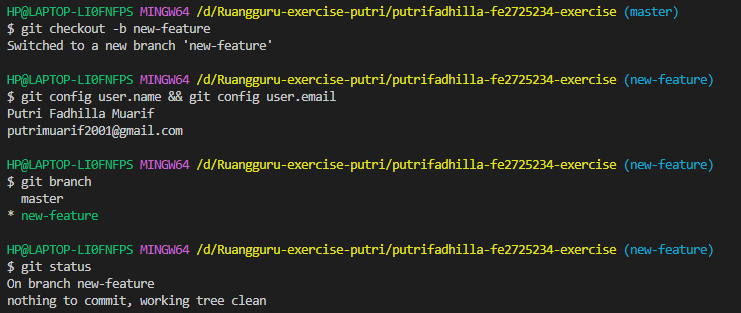 HP@LAPTOP-LI0FNFPS MINGW64 /d/Ruangguru-exercise-putri/putrifadhilla-fe2725234-exercise (master)
$ git checkout -b new-feature
Switched to a new branch 'new-feature'
HP@LAPTOP-LI0FNFPS MINGW64 /d/Ruangguru-exercise-putri/putrifadhilla-fe2725234-exercise (new-feature)
$ git config user.name && git config user.email
Putri Fadhilla Muarif
putrimuarif2001@gmail.com
HP@LAPTOP-LI0FNFPS MINGW64 /d/Ruangguru-exercise-putri/putrifadhilla-fe2725234-exercise (new-feature)
$ git branch
  master
* new-feature
HP@LAPTOP-LI0FNFPS MINGW64 /d/Ruangguru-exercise-putri/putrifadhilla-fe2725234-exercise (new-feature)
$ git status
On branch new-feature
nothing to commit, working tree clean